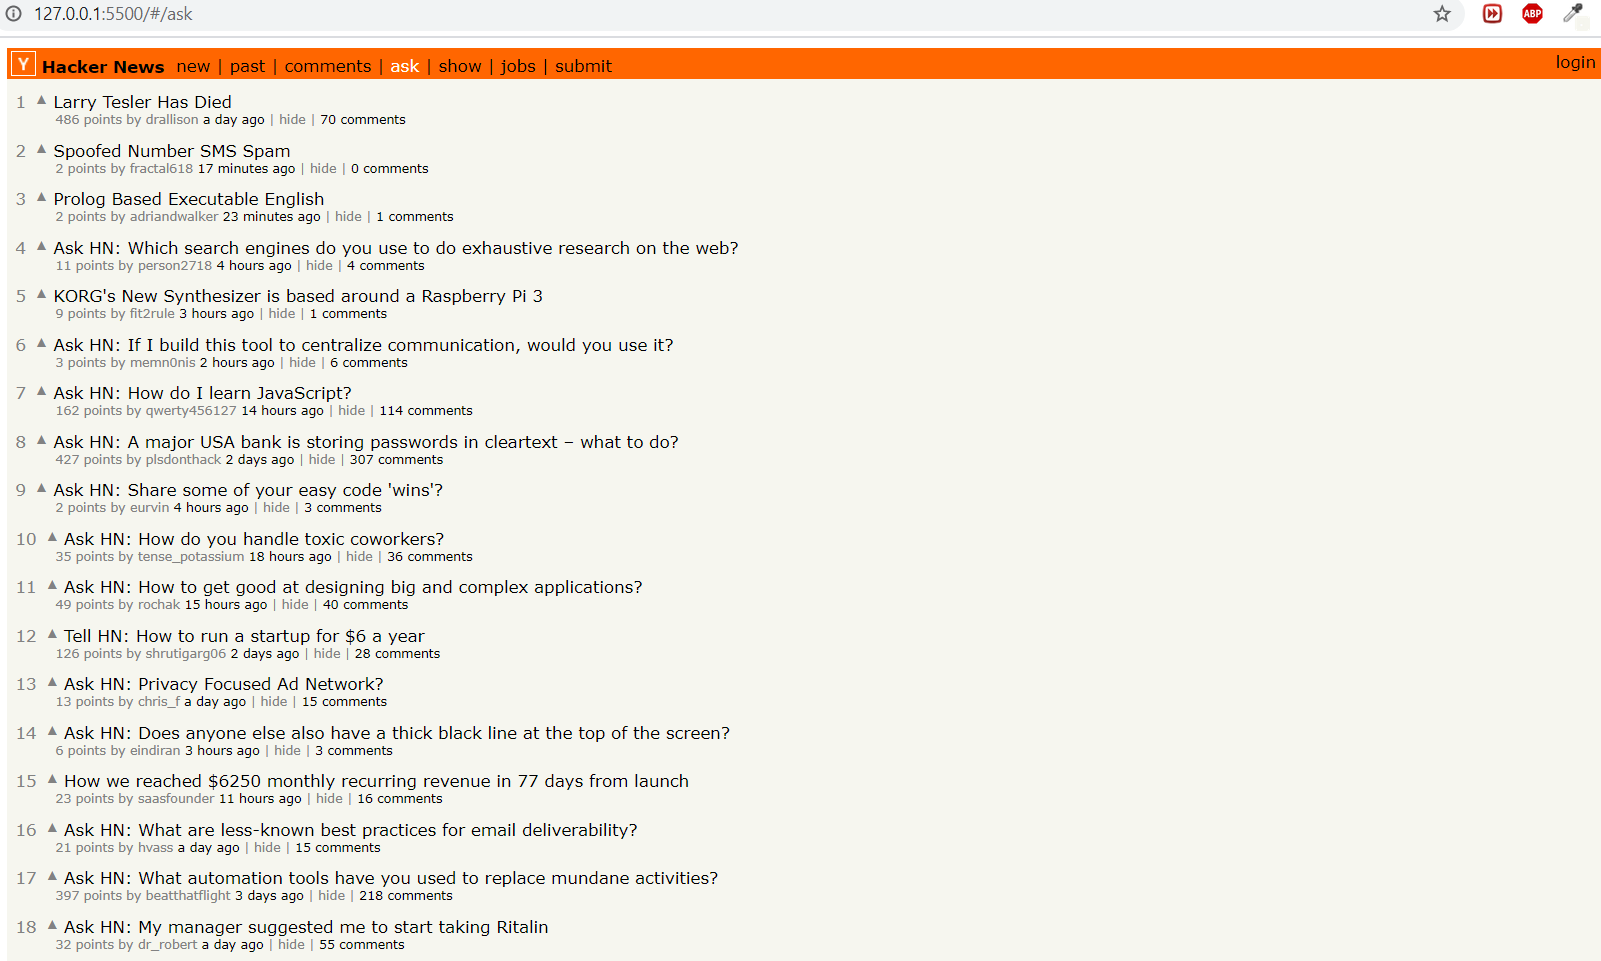 127.0.0.1:5500/#/ask
ABP
Y Hacker News new | past | comments | ask | show | jobs | submit login
1 ▲ Larry Tesler Has Died
486 points by drallison a day ago | hide | 70 comments
2 ▲ Spoofed Number SMS Spam
2 points by fractal618 17 minutes ago | hide | 0 comments
3 ▲ Prolog Based Executable English
2 points by adriandwalker 23 minutes ago | hide | 1 comments
4 ▲ Ask HN: Which search engines do you use to do exhaustive research on the web?
11 points by person2718 4 hours ago | hide | 4 comments
5 ▲ KORG's New Synthesizer is based around a Raspberry Pi 3
9 points by fit2rule 3 hours ago | hide | 1 comments
6 ▲ Ask HN: If I build this tool to centralize communication, would you use it?
3 points by memn0nis 2 hours ago | hide | 6 comments
7 ▲ Ask HN: How do I learn JavaScript?
162 points by qwerty456127 14 hours ago | hide | 114 comments
8 ▲ Ask HN: A major USA bank is storing passwords in cleartext – what to do?
427 points by plsdonthack 2 days ago | hide | 307 comments
9 ▲ Ask HN: Share some of your easy code 'wins'?
2 points by eurvin 4 hours ago | hide | 3 comments
10 ▲ Ask HN: How do you handle toxic coworkers?
35 points by tense_potassium 18 hours ago | hide | 36 comments
11 ▲ Ask HN: How to get good at designing big and complex applications?
49 points by rochak 15 hours ago | hide | 40 comments
12 ▲ Tell HN: How to run a startup for $6 a year
126 points by shrutigarg06 2 days ago | hide | 28 comments
13 ▲ Ask HN: Privacy Focused Ad Network?
13 points by chris_f a day ago | hide | 15 comments
14 ▲ Ask HN: Does anyone else also have a thick black line at the top of the screen?
6 points by eindiran 3 hours ago | hide | 3 comments
15 ▲ How we reached $6250 monthly recurring revenue in 77 days from launch
23 points by saasfounder 11 hours ago | hide | 16 comments
16 ▲ Ask HN: What are less-known best practices for email deliverability?
21 points by hvass a day ago | hide | 15 comments
17 ▲ Ask HN: What automation tools have you used to replace mundane activities?
397 points by beatthatflight 3 days ago | hide | 218 comments
18 ▲ Ask HN: My manager suggested me to start taking Ritalin
32 points by dr_robert a day ago | hide | 55 comments